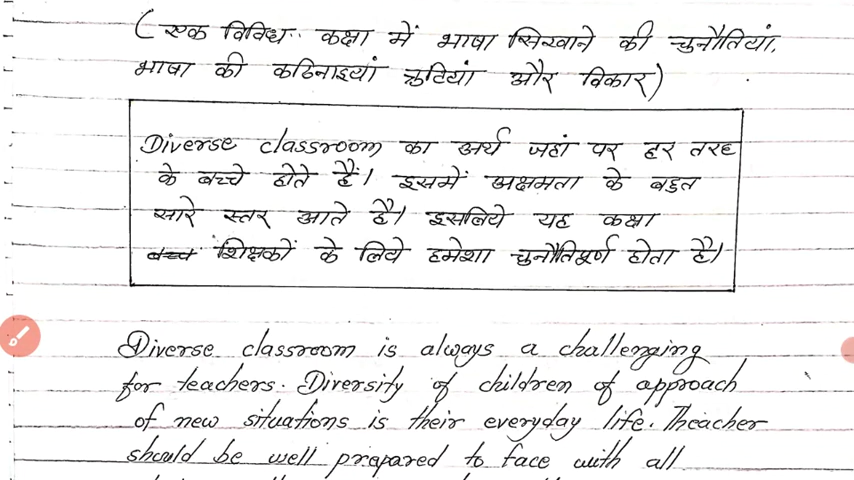 (एक विविध कक्षा में भाषा सिखाने की चुनौतियां,
भाषा की कठिनाइयां त्रुटियां और विकार)
Diverse classroom का अर्थ जहां पर हर तरह
के बच्चे होते हैं। इसमें अक्षमता के बहुत
सारे स्तर आते है। इसलिये यह कक्षा
शिक्षकों के लिये हमेशा चुनौतिपूर्ण होता है।
Diverse classroom is always a challenging
for teachers. Diversity of children of approach
of new situations is their everyday life. Theacher
should be well prepared to face with all